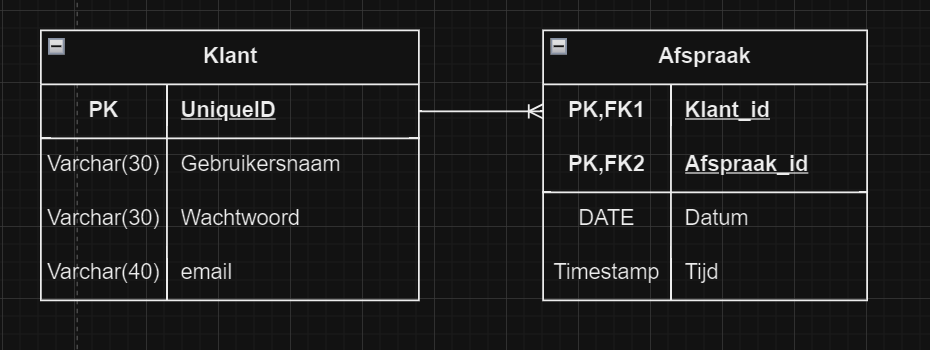 Klant
PK UniqueID
Varchar(30) Gebruikersnaam
Varchar(30) Wachtwoord
Varchar(40) email
Afspraak
PK,FK1 Klant_id
PK,FK2 Afspraak_id
DATE Datum
Timestamp Tijd